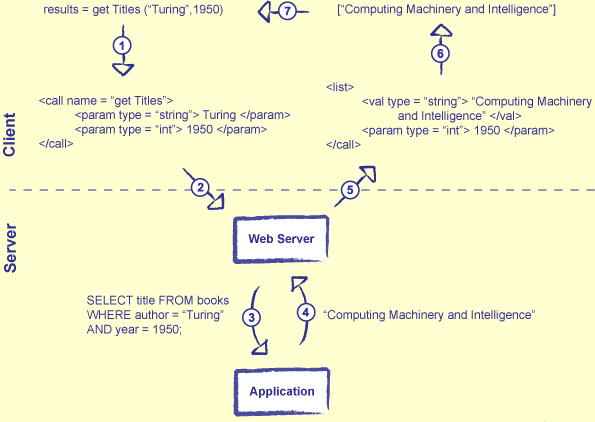 results = get Titles (“Turing”, 1950)
7
[“Computing Machinery and Intelligence”]
1
6
Client
<call name = “get Titles”>
<param type = “string”> Turing </param>
<param type = “int”> 1950 </param>
</call>
<list>
<val type = “string”> “Computing Machinery
and Intelligence” </val>
<param type = “int”> 1950 </param>
</call>
2
5
Server
Web Server
SELECT title FROM books
WHERE author = “Turing”
AND year = 1950;
3
4
“Computing Machinery and Intelligence”
Application